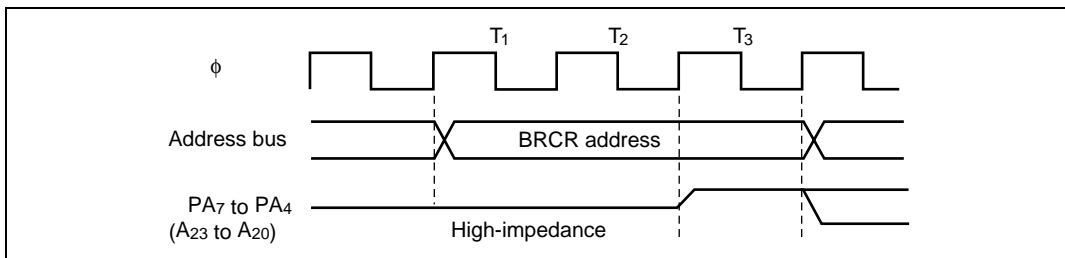 T1 T2 T3
φ
Address bus
BRCR address
PA7 to PA4
(A23 to A20)
High-impedance